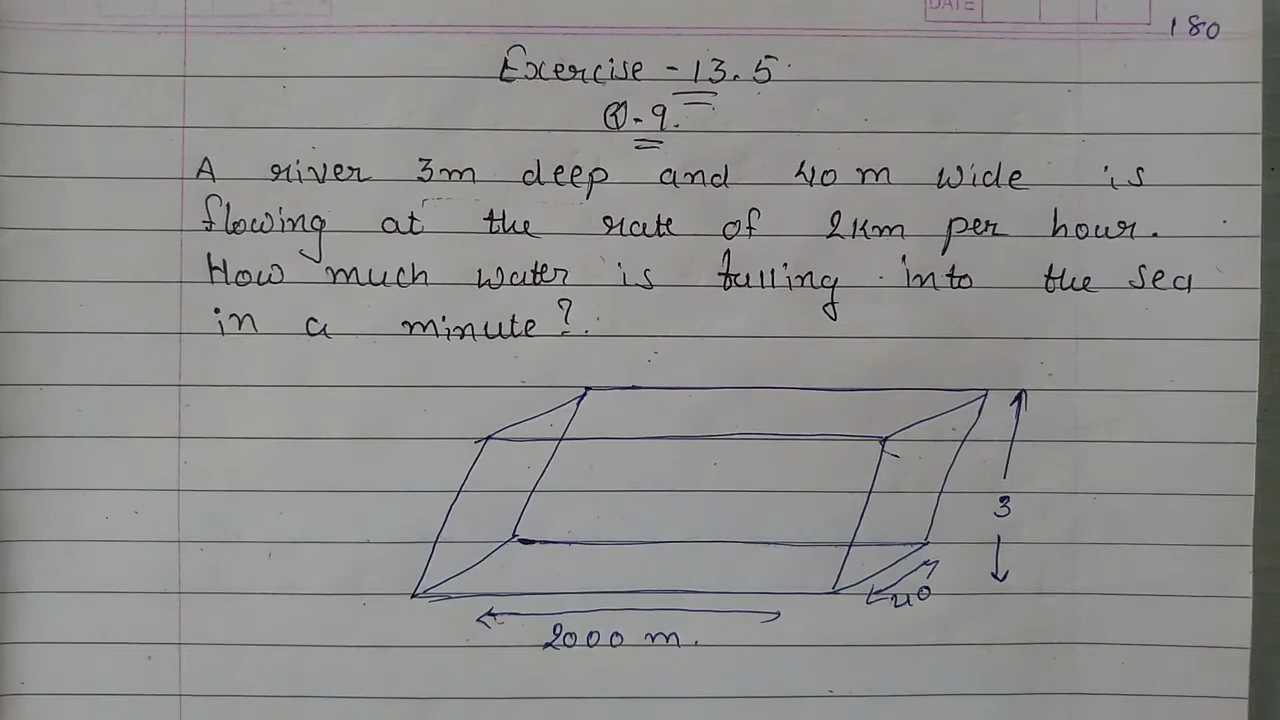 DATE
180
Exercise - 13.5
Q-9.
A river 3m deep and 40 m wide is
flowing at the rate of 2km per hour.
How much water is falling into the sea
in a minute?
3
40
2000 m.